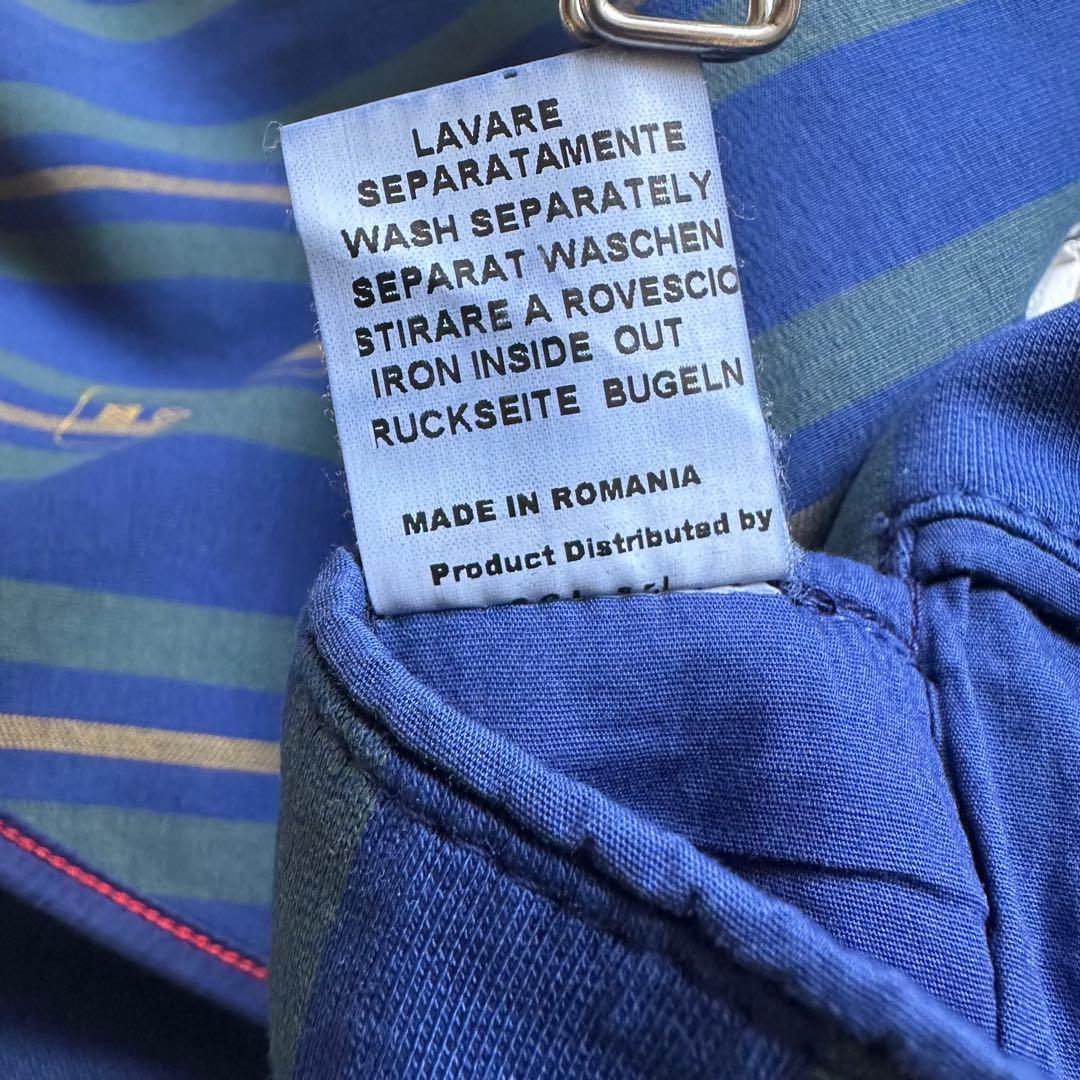 LAVARE
SEPARATAMENTE
WASH SEPARATELY
SEPARAT WASCHEN
STIRARE A ROVESCIO
IRON INSIDE OUT
RUCKSEITE BUGELN
MADE IN ROMANIA
Product Distributed by